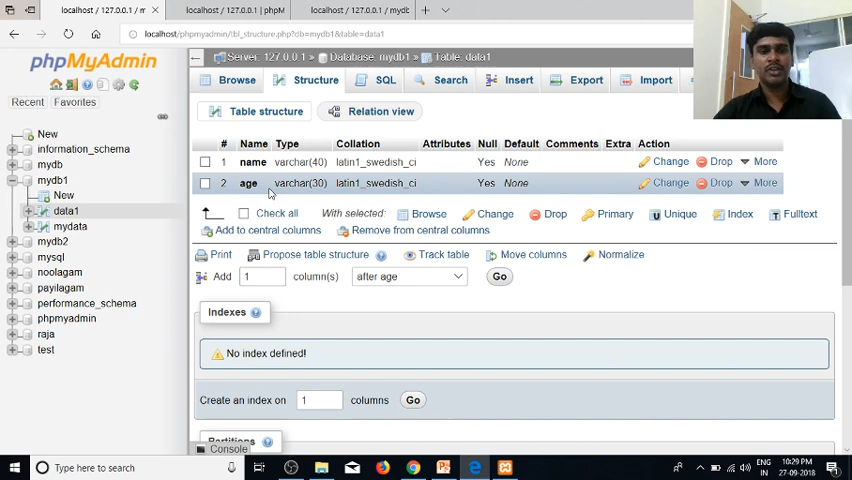 localhost / 127.0.0.1 / m
localhost / 127.0.0.1 | phpM
localhost / 127.0.0.1 / mydb
localhost/phpmyadmin/tbl_structure.php?db=mydb1&table=data1
phpMyAdmin
Recent Favorites
New
information_schema
mydb
mydb1
New
data1
mydata
mydb2
mysql
noolagam
payilagam
performance_schema
phpmyadmin
raja
test
Server: 127.0.0.1 » Database: mydb1 » Table: data1
Browse Structure SQL Search Insert Export Import
Table structure Relation view
# Name Type Collation Attributes Null Default Comments Extra Action
1 name varchar(40) latin1_swedish_ci Yes None Change Drop More
2 age varchar(30) latin1_swedish_ci Yes None Change Drop More
Check all With selected: Browse Change Drop Primary Unique Index Fulltext
Add to central columns Remove from central columns
Print Propose table structure Track table Move columns Normalize
Add 1 column(s) after age Go
Indexes
No index defined!
Create an index on 1 columns Go
Partitions
Console
Type here to search
ENG 10:29 PM
IN 27-09-2018